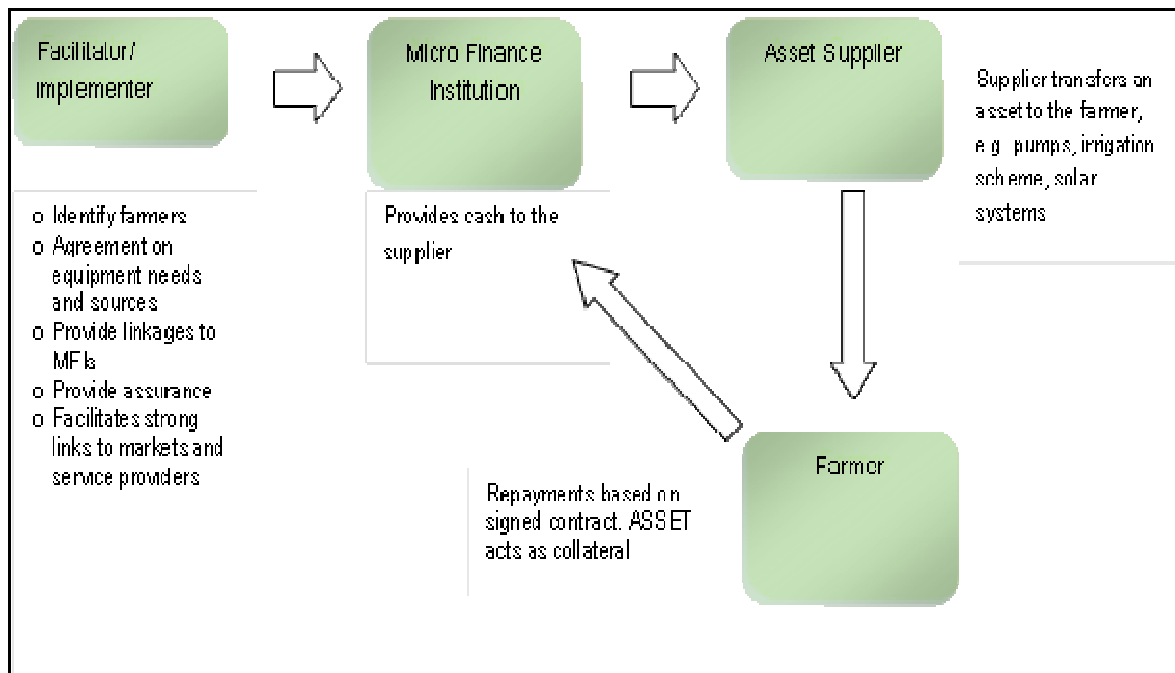 Facilitator/
implementer
Micro Finance
Institution
Asset Supplier
Supplier transfers an
asset to the farmer,
e.g. pumps, irrigation
scheme, solar
systems
o Identify farmers
o Agreement on
equipment needs
and sources
o Provide linkages to
MFIs
o Provide assurance
o Facilitates strong
links to markets and
service providers
Provides cash to the
supplier
Farmer
Repayments based on
signed contract. ASSET
acts as collateral